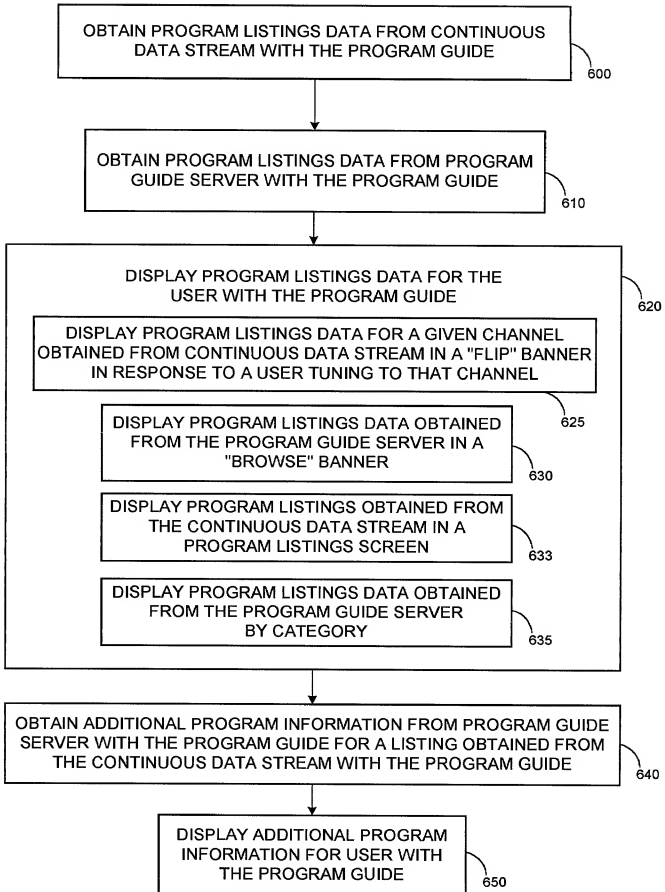 OBTAIN PROGRAM LISTINGS DATA FROM CONTINUOUS
DATA STREAM WITH THE PROGRAM GUIDE
600
OBTAIN PROGRAM LISTINGS DATA FROM PROGRAM
GUIDE SERVER WITH THE PROGRAM GUIDE
610
DISPLAY PROGRAM LISTINGS DATA FOR THE
USER WITH THE PROGRAM GUIDE
620
DISPLAY PROGRAM LISTINGS DATA FOR A GIVEN CHANNEL
OBTAINED FROM CONTINUOUS DATA STREAM IN A "FLIP" BANNER
IN RESPONSE TO A USER TUNING TO THAT CHANNEL
625
DISPLAY PROGRAM LISTINGS DATA OBTAINED
FROM THE PROGRAM GUIDE SERVER IN A
"BROWSE" BANNER
630
DISPLAY PROGRAM LISTINGS OBTAINED FROM
THE CONTINUOUS DATA STREAM IN A
PROGRAM LISTINGS SCREEN
633
DISPLAY PROGRAM LISTINGS DATA OBTAINED
FROM THE PROGRAM GUIDE SERVER
BY CATEGORY
635
OBTAIN ADDITIONAL PROGRAM INFORMATION FROM PROGRAM GUIDE
SERVER WITH THE PROGRAM GUIDE FOR A LISTING OBTAINED FROM
THE CONTINUOUS DATA STREAM WITH THE PROGRAM GUIDE
640
DISPLAY ADDITIONAL PROGRAM
INFORMATION FOR USER WITH
THE PROGRAM GUIDE
650